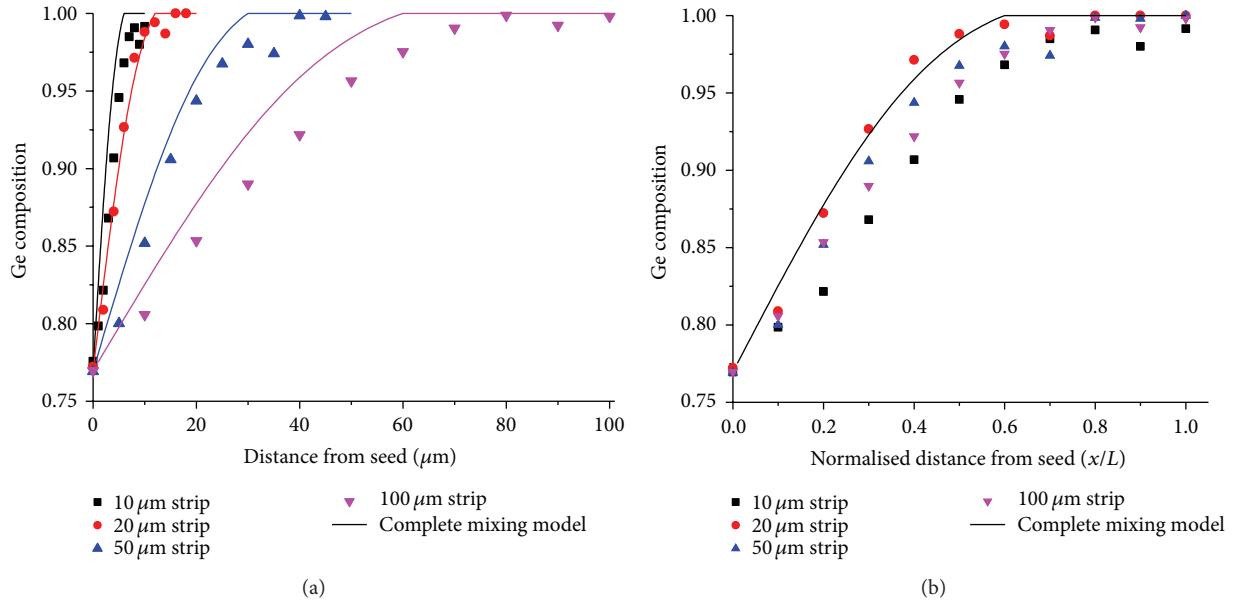 1.00
0.95
0.90
0.85
0.80
0.75
Ge composition
0 20 40 60 80 100
Distance from seed (μm)
10 μm strip
20 μm strip
50 μm strip
100 μm strip
Complete mixing model
(a)
1.00
0.95
0.90
0.85
0.80
0.75
Ge composition
0.0 0.2 0.4 0.6 0.8 1.0
Normalised distance from seed (x/L)
10 μm strip
20 μm strip
50 μm strip
100 μm strip
Complete mixing model
(b)